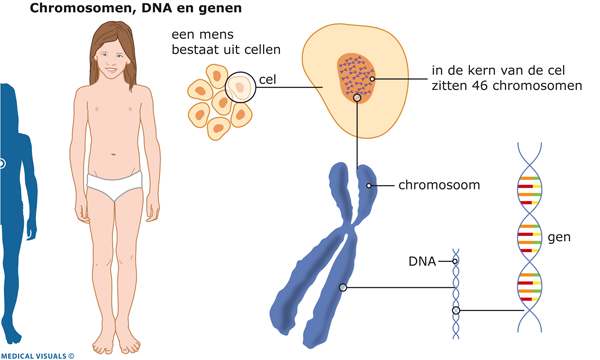 Chromosomen, DNA en genen
een mens
bestaat uit cellen
cel
in de kern van de cel
zitten 46 chromosomen
chromosoom
gen
DNA
MEDICAL VISUALS ©